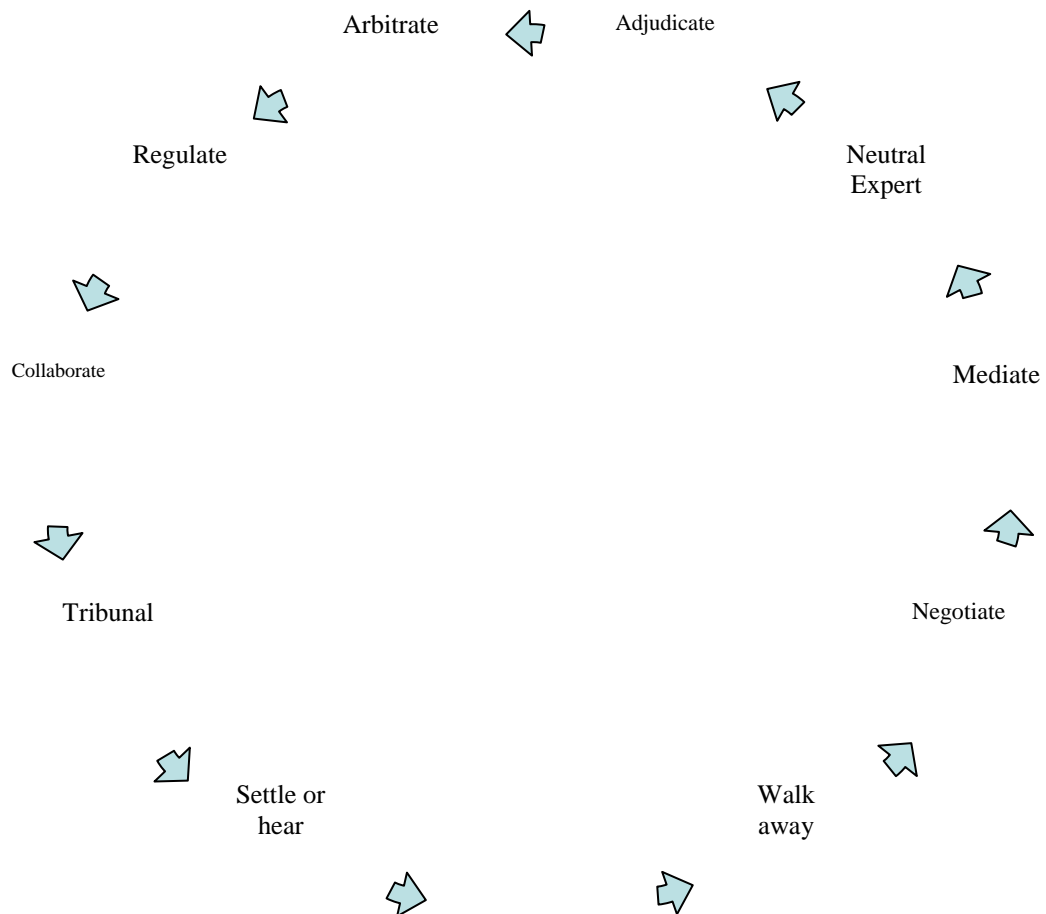 Arbitrate
Adjudicate
Regulate
Neutral
Expert
Collaborate
Mediate
Tribunal
Negotiate
Settle or
hear
Walk
away